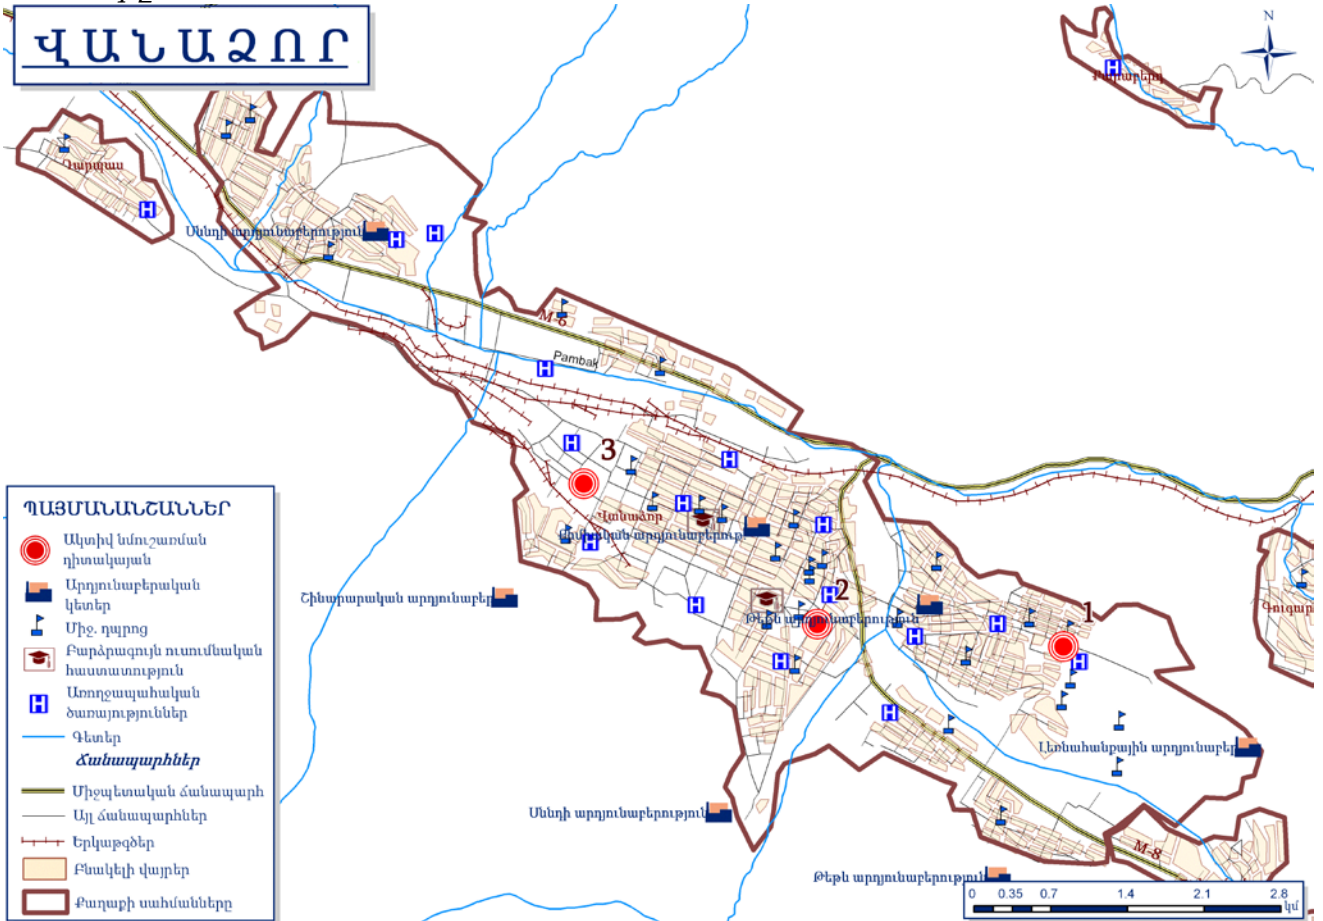 ՎԱՆԱՁՈՐ
N
Դարպաս
Սննդի արդյունաբերություն
M-6
Pambak
3
Վանաձոր
2
Թեթև արդյունաբերություն
1
Շինարարական արդյունաբեր
Լեռնահանքային արդյունաբեր
Սննդի արդյունաբերություն
Թեթև արդյունաբերություն
M-8
Գուգար
ՊԱՅՄԱՆԱՆՇԱՆՆԵՐ
Ակտիվ նմուշառման
դիտակայան
Արդյունաբերական
կետեր
Միջ. դպրոց
Բարձրագույն ուսումնական
հաստատություն
Առողջապահական
ծառայություններ
Գետեր
Ճանապարհներ
Միջպետական ճանապարհ
Այլ ճանապարհներ
Երկաթգծեր
Բնակելի վայրեր
Քաղաքի սահմանները
0 0.35 0.7 1.4 2.1 2.8
կմ